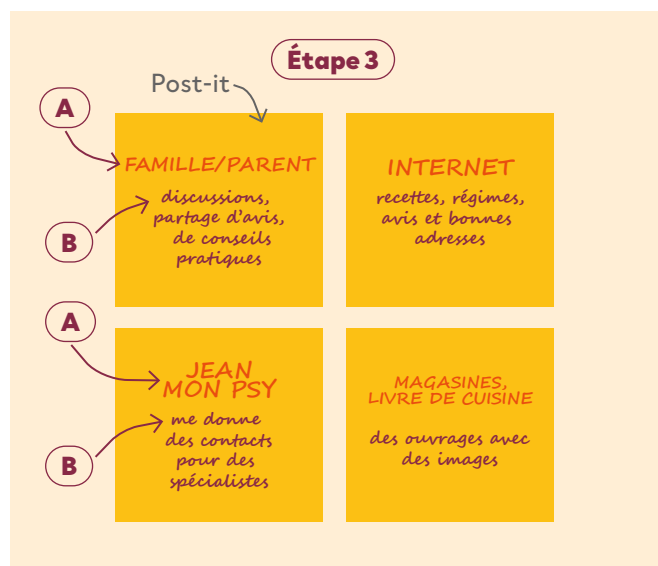 Étape 3
Post-it
A
FAMILLE/PARENT
B
discussions,
partage d'avis,
de conseils
pratiques
INTERNET
recettes, régimes,
avis et bonnes
adresses
A
JEAN
MON PSY
B
me donne
des contacts
pour des
spécialistes
MAGASINES,
LIVRE DE CUISINE
des ouvrages avec
des images